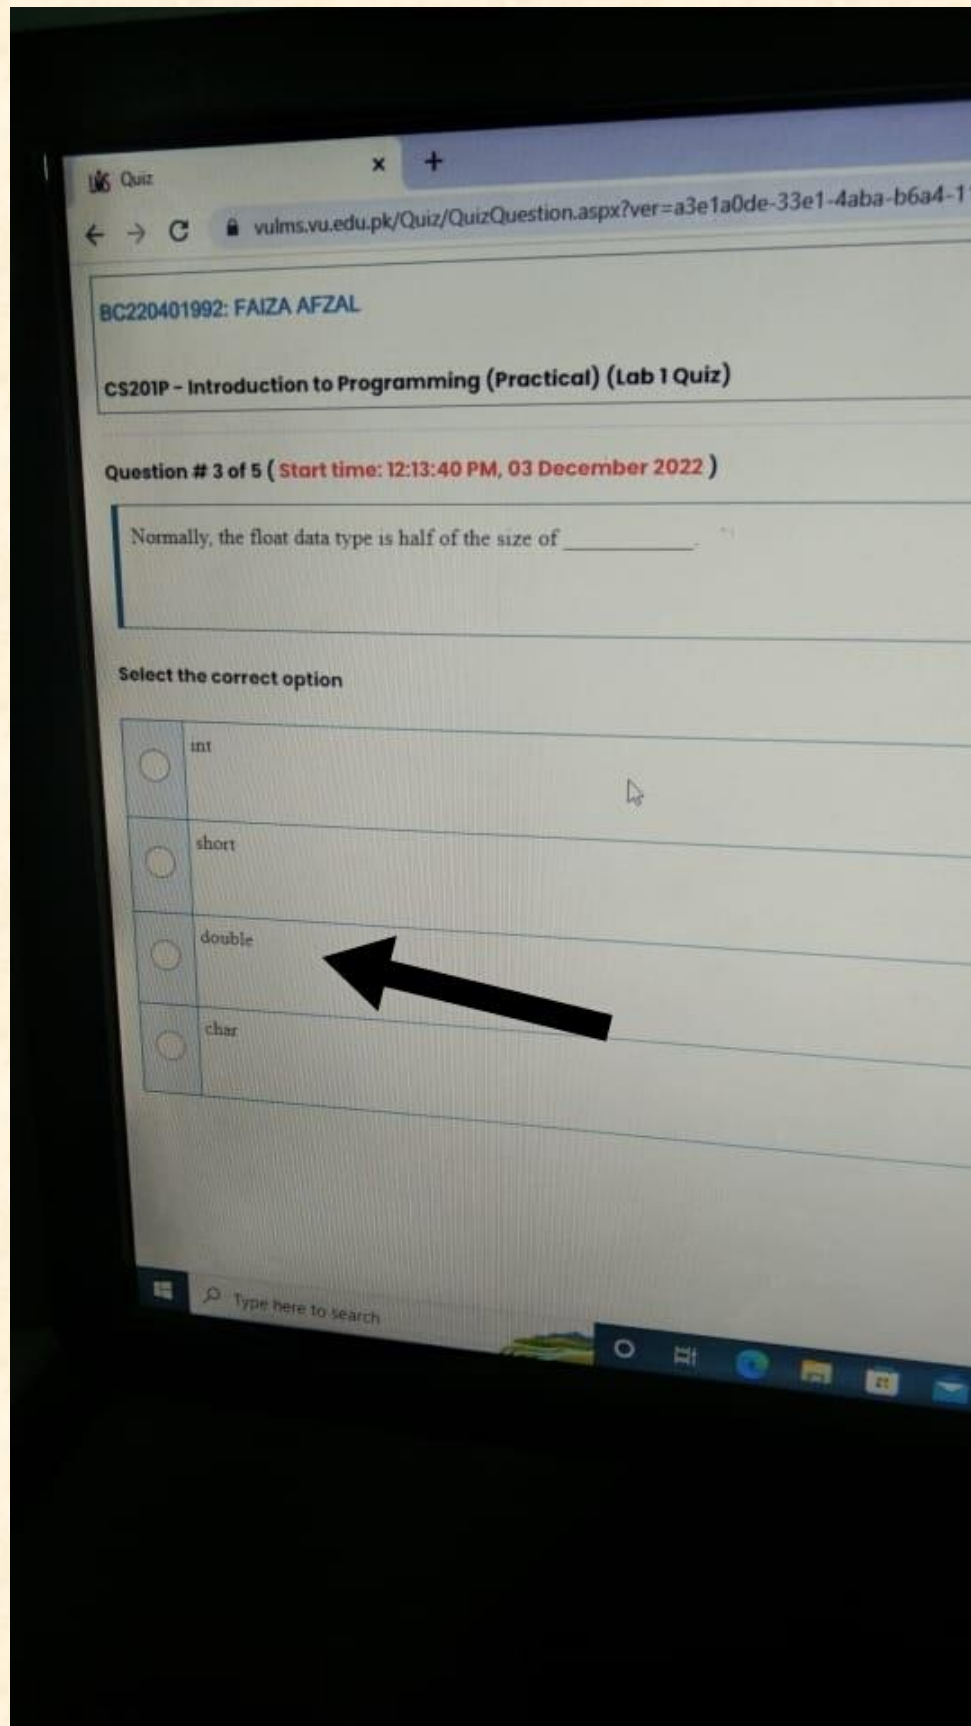 Quiz
vulms.vu.edu.pk/Quiz/QuizQuestion.aspx?ver=a3e1a0de-33e1-4aba-b6a4-1
BC220401992: FAIZA AFZAL
CS201P - Introduction to Programming (Practical) (Lab 1 Quiz)
Question # 3 of 5 ( Start time: 12:13:40 PM, 03 December 2022 )
Normally, the float data type is half of the size of __________.
Select the correct option
int
short
double
char
Type here to search